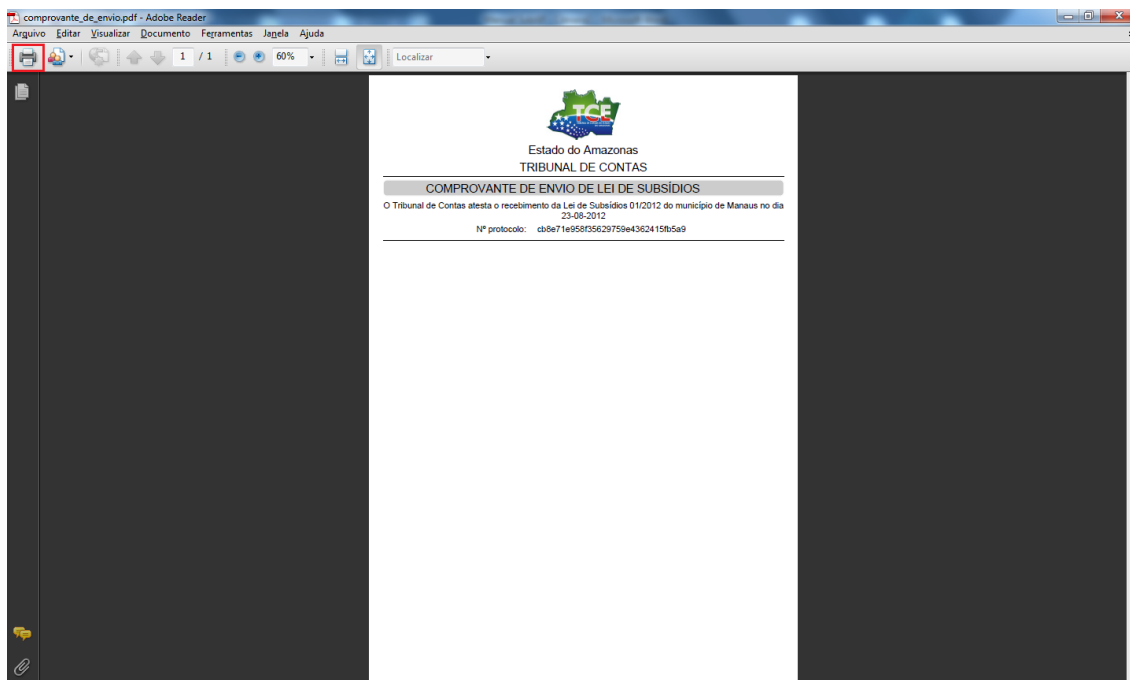 comprovante_de_envio.pdf - Adobe Reader
Arquivo Editar Visualizar Documento Ferramentas Janela Ajuda
1 / 1 60% Localizar
TCE
Estado do Amazonas
TRIBUNAL DE CONTAS
COMPROVANTE DE ENVIO DE LEI DE SUBSÍDIOS
O Tribunal de Contas atesta o recebimento da Lei de Subsídios 01/2012 do município de Manaus no dia
23-08-2012
Nº protocolo: cb8e71e958f35629759e4362415fb5a9